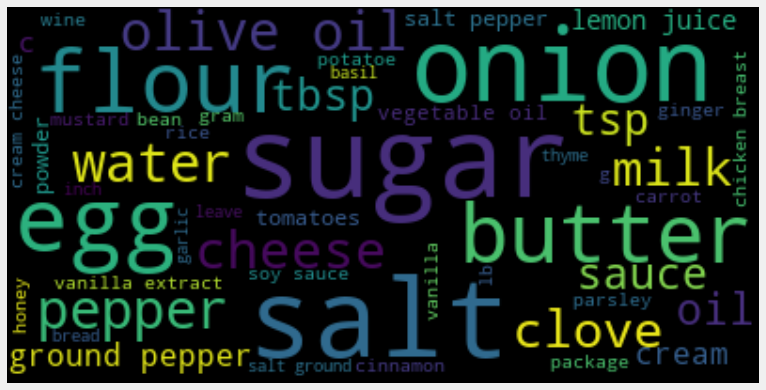 wine
olive oil
salt pepper
lemon juice
c
flour
potatoe
basil
onion
cream cheese
tbsp
chicken breast
mustard
bean
gram
vegetable oil
tsp
ginger
powder
rice
sugar
water
thyme
g
milk
inch
carrot
egg
leave
garlic
tomatoes
butter
cheese
vanilla
soy sauce
lb
sauce
honey
vanilla extract
pepper
salt
parsley
oil
bread
clove
ground pepper
salt ground
cinnamon
package
cream